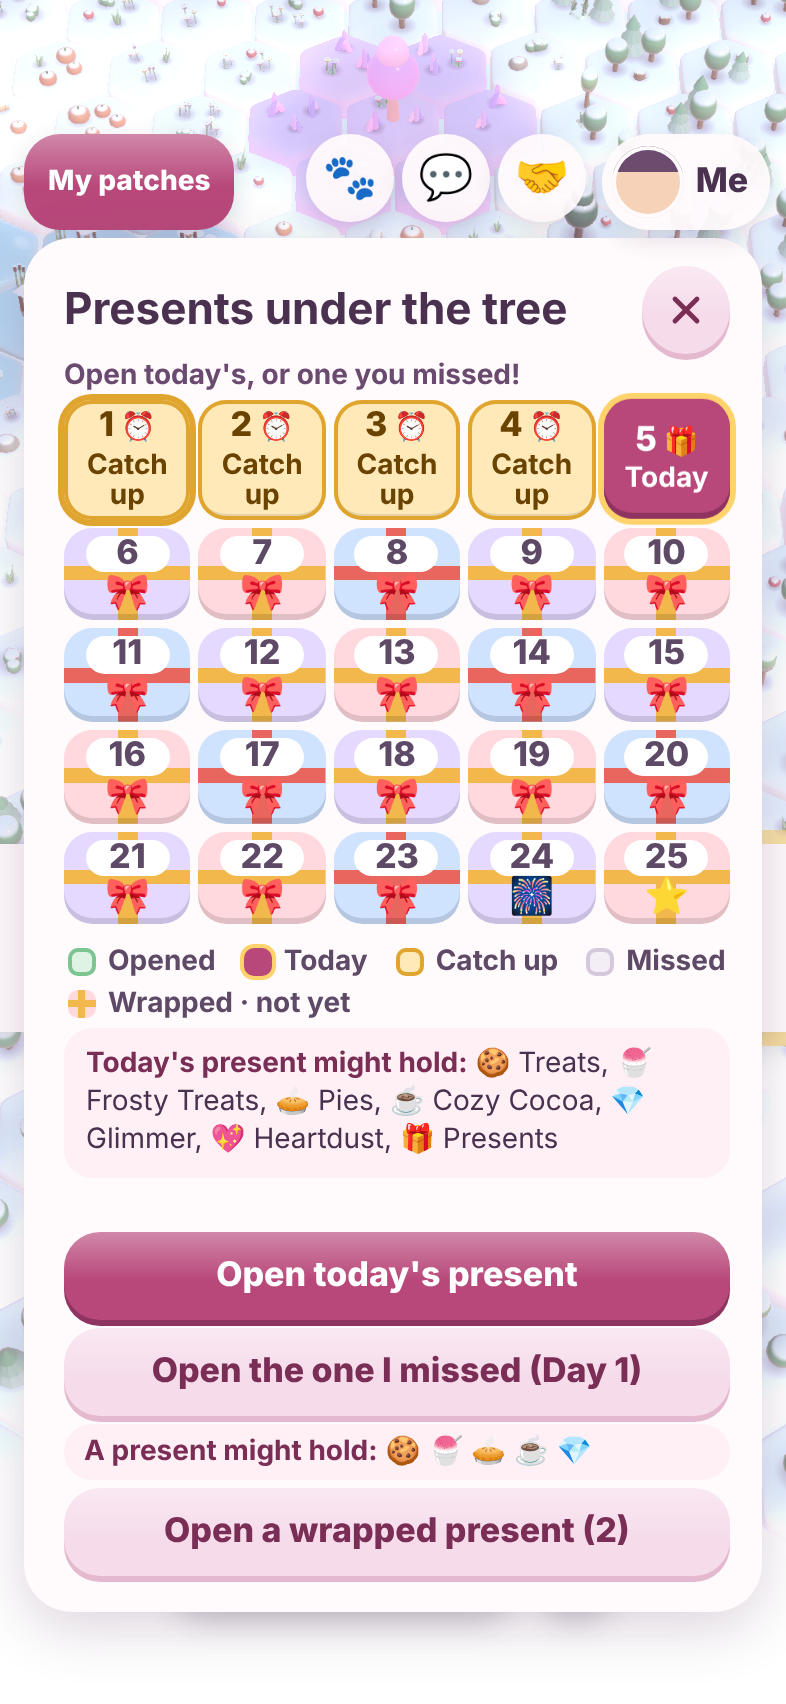 My patches
Me
Presents under the tree
Open today's, or one you missed!
1
Catch
up
2
Catch
up
3
Catch
up
4
Catch
up
5
Today
6
7
8
9
10
11
12
13
14
15
16
17
18
19
20
21
22
23
24
25
Opened
Today
Catch up
Missed
Wrapped · not yet
Today's present might hold: 🍪 Treats, 🍧
Frosty Treats, 🥧 Pies, ☕ Cozy Cocoa, 💎
Glimmer, 💖 Heartdust, 🎁 Presents
Open today's present
Open the one I missed (Day 1)
A present might hold: 🍪 🍧 🥧 ☕ 💎
Open a wrapped present (2)